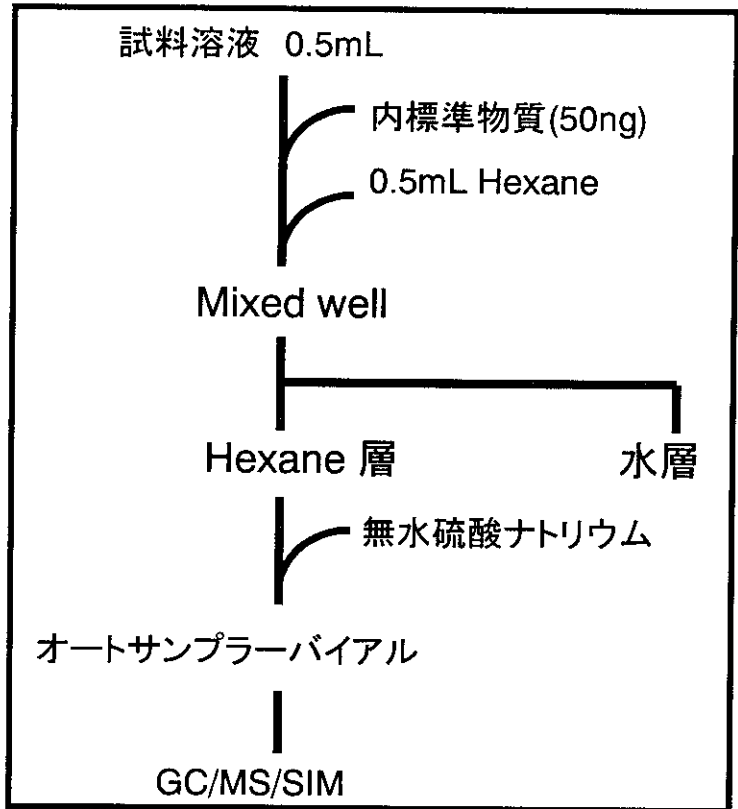 試料溶液 0.5mL
内標準物質(50ng)
0.5mL Hexane
Mixed well
Hexane 層
水層
無水硫酸ナトリウム
オートサンプラーバイアル
GC/MS/SIM